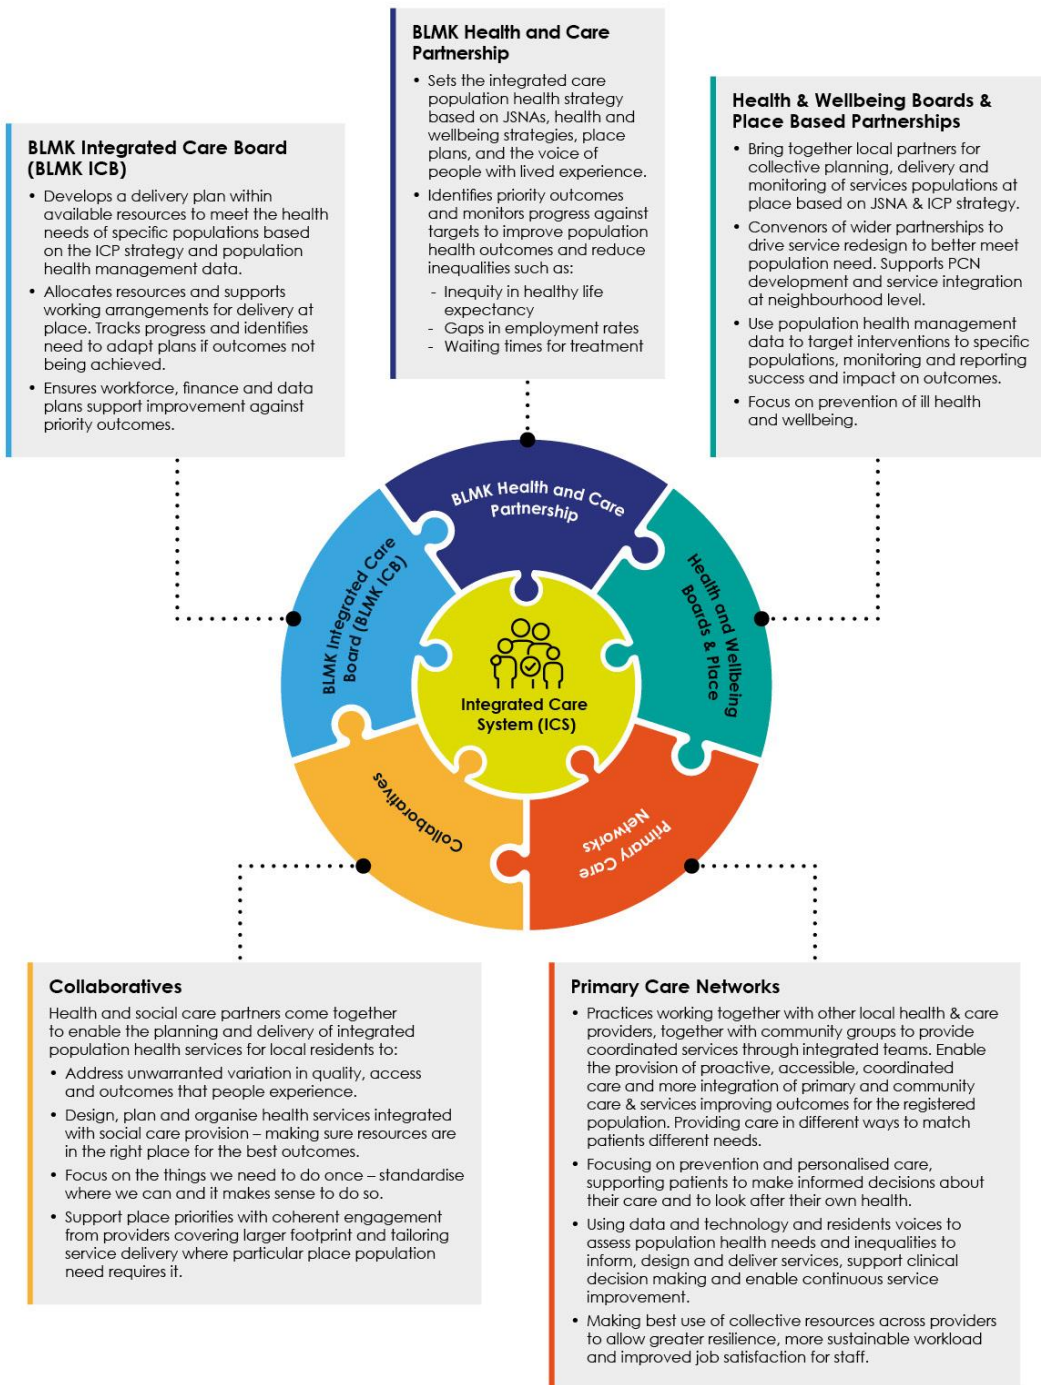 BLMK Health and Care
Partnership
• Sets the integrated care
population health strategy
based on JSNAs, health and
wellbeing strategies, place
plans, and the voice of
people with lived experience.
• Identifies priority outcomes
and monitors progress against
targets to improve population
health outcomes and reduce
inequalities such as:
- Inequity in healthy life
expectancy
- Gaps in employment rates
- Waiting times for treatment
Health & Wellbeing Boards &
Place Based Partnerships
• Bring together local partners for
collective planning, delivery and
monitoring of services populations at
place based on JSNA & ICP strategy.
• Convenors of wider partnerships to
drive service redesign to better meet
population need. Supports PCN
development and service integration
at neighbourhood level.
• Use population health management
data to target interventions to specific
populations, monitoring and reporting
success and impact on outcomes.
• Focus on prevention of ill health
and wellbeing.
BLMK Integrated Care Board
(BLMK ICB)
• Develops a delivery plan within
available resources to meet the health
needs of specific populations based
on the ICP strategy and population
health management data.
• Allocates resources and supports
working arrangements for delivery at
place. Tracks progress and identifies
need to adapt plans if outcomes not
being achieved.
• Ensures workforce, finance and data
plans support improvement against
priority outcomes.
BLMK Health and Care
Partnership
Health and Wellbeing
Boards & Place
BLMK Integrated Care
Board (BLMK ICB)
Integrated Care
System (ICS)
Collaboratives
Primary Care
Networks
Collaboratives
Health and social care partners come together
to enable the planning and delivery of integrated
population health services for local residents to:
• Address unwarranted variation in quality, access
and outcomes that people experience.
• Design, plan and organise health services integrated
with social care provision – making sure resources are
in the right place for the best outcomes.
• Focus on the things we need to do once – standardise
where we can and it makes sense to do so.
• Support place priorities with coherent engagement
from providers covering larger footprint and tailoring
service delivery where particular place population
need requires it.
Primary Care Networks
• Practices working together with other local health & care
providers, together with community groups to provide
coordinated services through integrated teams. Enable
the provision of proactive, accessible, coordinated
care and more integration of primary and community
care & services improving outcomes for the registered
population. Providing care in different ways to match
patients different needs.
• Focusing on prevention and personalised care,
supporting patients to make informed decisions about
their care and to look after their own health.
• Using data and technology and residents voices to
assess population health needs and inequalities to
inform, design and deliver services, support clinical
decision making and enable continuous service
improvement.
• Making best use of collective resources across providers
to allow greater resilience, more sustainable workload
and improved job satisfaction for staff.